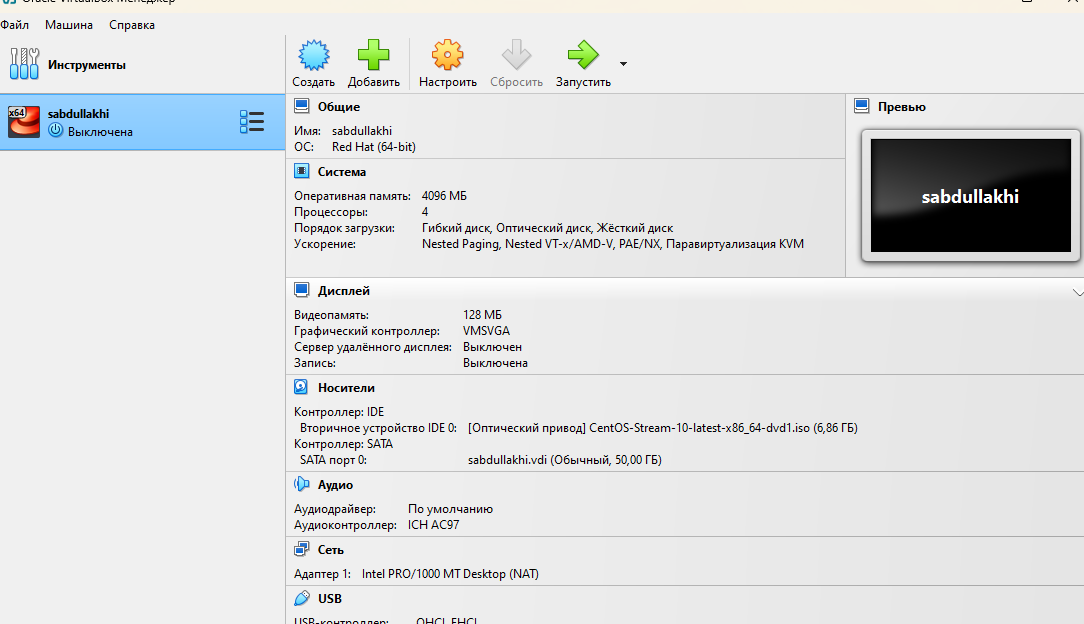 Oracle VirtualBox Менеджер
Файл Машина Справка
Инструменты
Создать Добавить Настроить Сбросить Запустить
x64
sabdullakhi
Выключена
Общие
Имя: sabdullakhi
ОС: Red Hat (64-bit)
Превью
sabdullakhi
Система
Оперативная память: 4096 МБ
Процессоры: 4
Порядок загрузки: Гибкий диск, Оптический диск, Жёсткий диск
Ускорение: Nested Paging, Nested VT-x/AMD-V, PAE/NX, Паравиртуализация KVM
Дисплей
Видеопамять: 128 МБ
Графический контроллер: VMSVGA
Сервер удалённого дисплея: Выключен
Запись: Выключена
Носители
Контроллер: IDE
Вторичное устройство IDE 0: [Оптический привод] CentOS-Stream-10-latest-x86_64-dvd1.iso (6,86 ГБ)
Контроллер: SATA
SATA порт 0: sabdullakhi.vdi (Обычный, 50,00 ГБ)
Аудио
Аудиодрайвер: По умолчанию
Аудиоконтроллер: ICH AC97
Сеть
Адаптер 1: Intel PRO/1000 MT Desktop (NAT)
USB
USB-контроллер: OHCI, EHCI